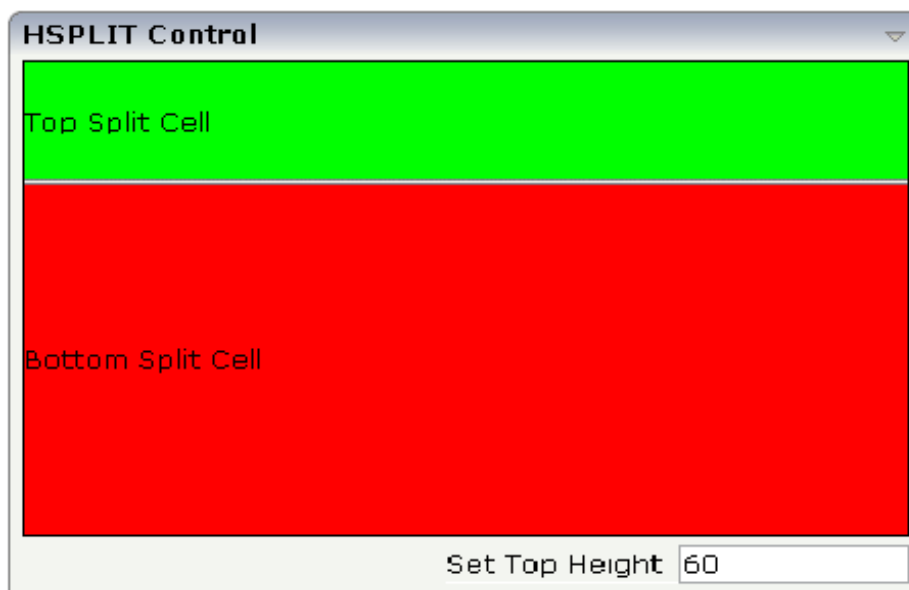 HSPLIT Control
Top Split Cell
Bottom Split Cell
Set Top Height 60